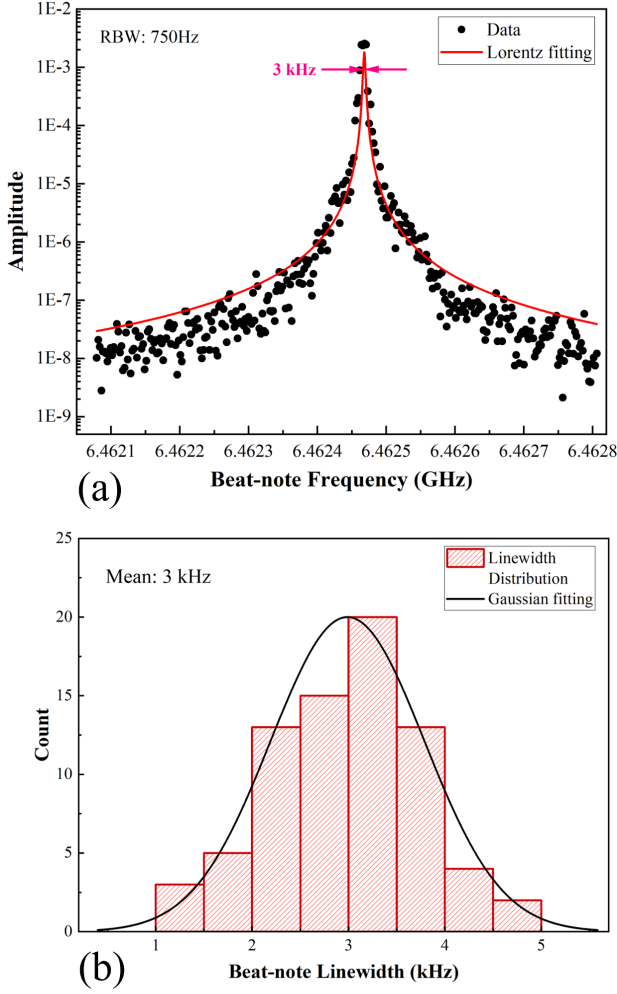 1E-2
RBW: 750Hz
Data
Lorentz fitting
1E-3
3 kHz
1E-4
1E-5
1E-6
1E-7
1E-8
1E-9
Amplitude
6.4621 6.4622 6.4623 6.4624 6.4625 6.4626 6.4627 6.4628
(a)
Beat-note Frequency (GHz)
25
Mean: 3 kHz
Linewidth
Distribution
Gaussian fitting
20
15
10
5
0
Count
1 2 3 4 5
(b)
Beat-note Linewidth (kHz)